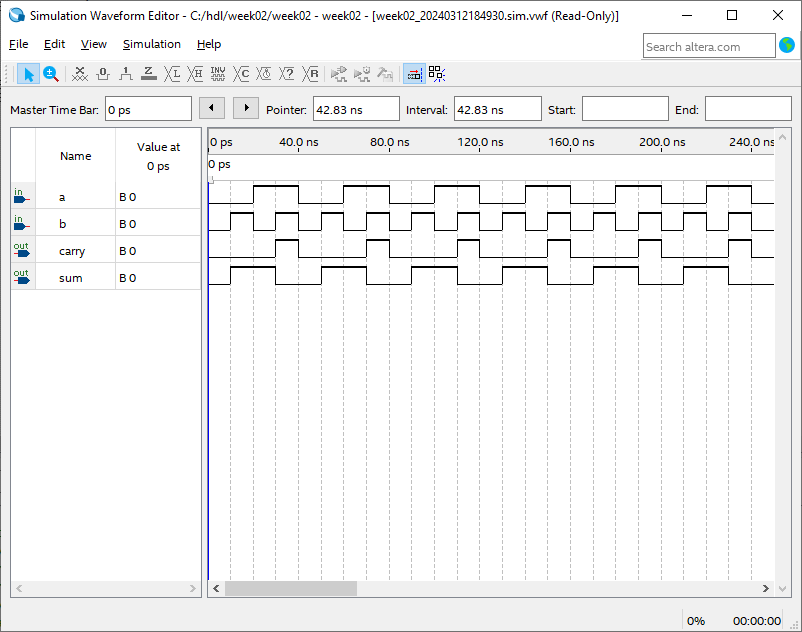 Simulation Waveform Editor - C:/hdl/week02/week02 - week02 - [week02_20240312184930.sim.vwf (Read-Only)]
File Edit View Simulation Help
Search altera.com
Master Time Bar: 0 ps Pointer: 42.83 ns Interval: 42.83 ns Start: End:
Name
Value at
0 ps
0 ps 40.0 ns 80.0 ns 120.0 ns 160.0 ns 200.0 ns 240.0 ns
0 ps
in a B 0
in b B 0
out carry B 0
out sum B 0
0% 00:00:00